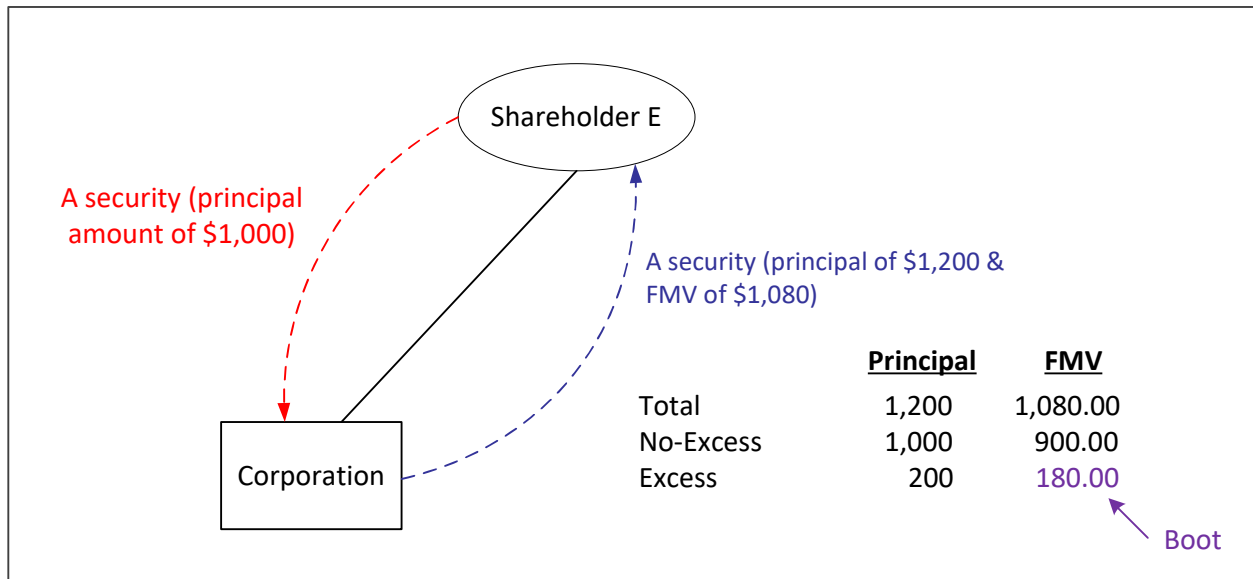 Shareholder E
A security (principal
amount of $1,000)
A security (principal of $1,200 &
FMV of $1,080)
Corporation
Principal FMV
Total 1,200 1,080.00
No-Excess 1,000 900.00
Excess 200 180.00
Boot